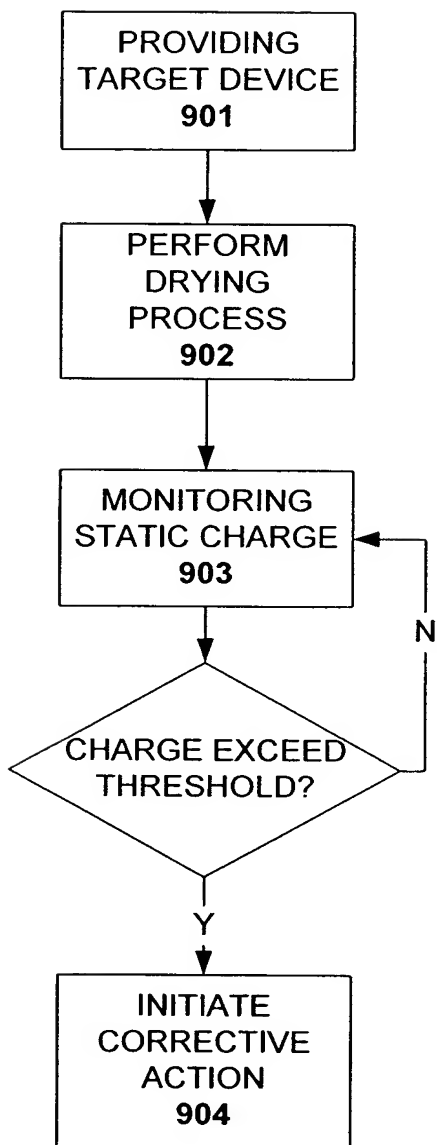 PROVIDING
TARGET DEVICE
901
PERFORM
DRYING
PROCESS
902
MONITORING
STATIC CHARGE
903
N
CHARGE EXCEED
THRESHOLD?
Y
INITIATE
CORRECTIVE
ACTION
904